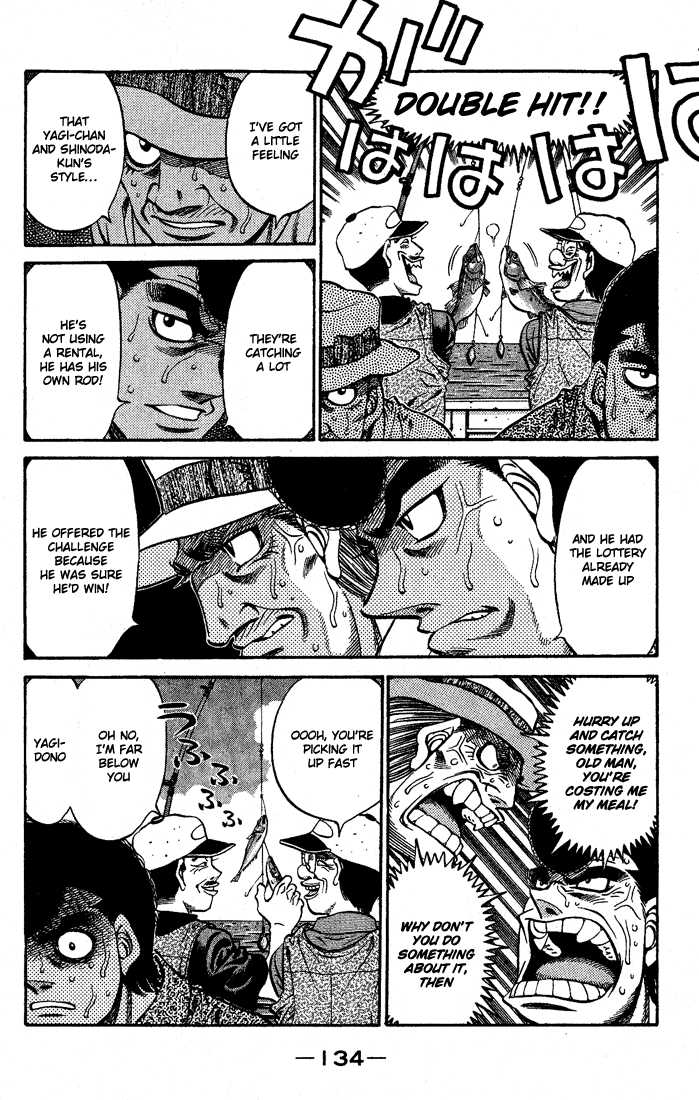 がはははは
DOUBLE HIT!!
I'VE GOT
A LITTLE
FEELING
THAT
YAGI-CHAN
AND SHINODA-
KUN'S
STYLE...
THEY'RE
CATCHING
A LOT
HE'S
NOT USING
A RENTAL,
HE HAS HIS
OWN ROD!
AND HE HAD
THE LOTTERY
ALREADY
MADE UP
HE OFFERED THE
CHALLENGE
BECAUSE
HE WAS SURE
HE'D WIN!
HURRY UP
AND CATCH
SOMETHING,
OLD MAN,
YOU'RE
COSTING ME
MY MEAL!
WHY DON'T
YOU DO
SOMETHING
ABOUT IT,
THEN
OOOH, YOU'RE
PICKING IT
UP FAST
うふふふ
OH NO,
I'M FAR
BELOW
YOU
YAGI-
DONO
—134—